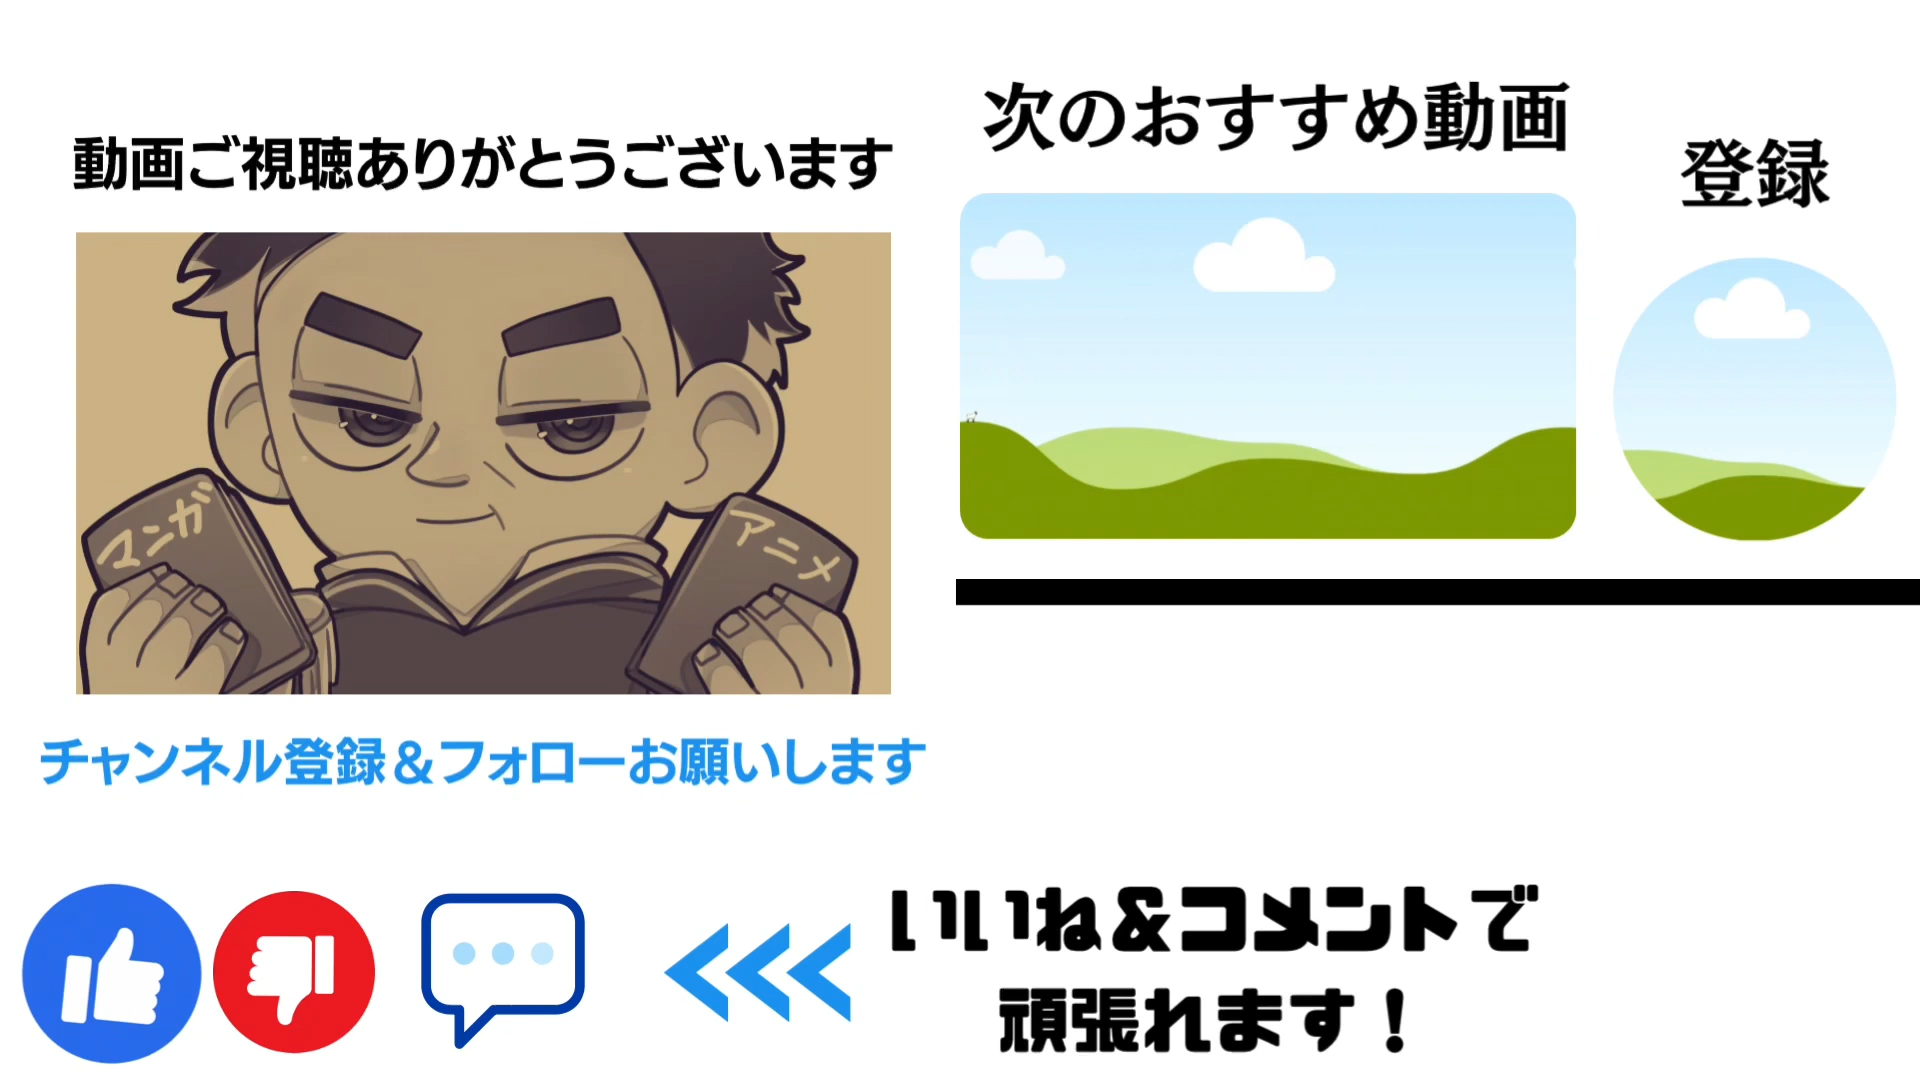 動画ご視聴ありがとうございます
マンガ
アニメ
チャンネル登録&フォローお願いします
次のおすすめ動画
登録
いいね&コメントで
頑張れます!